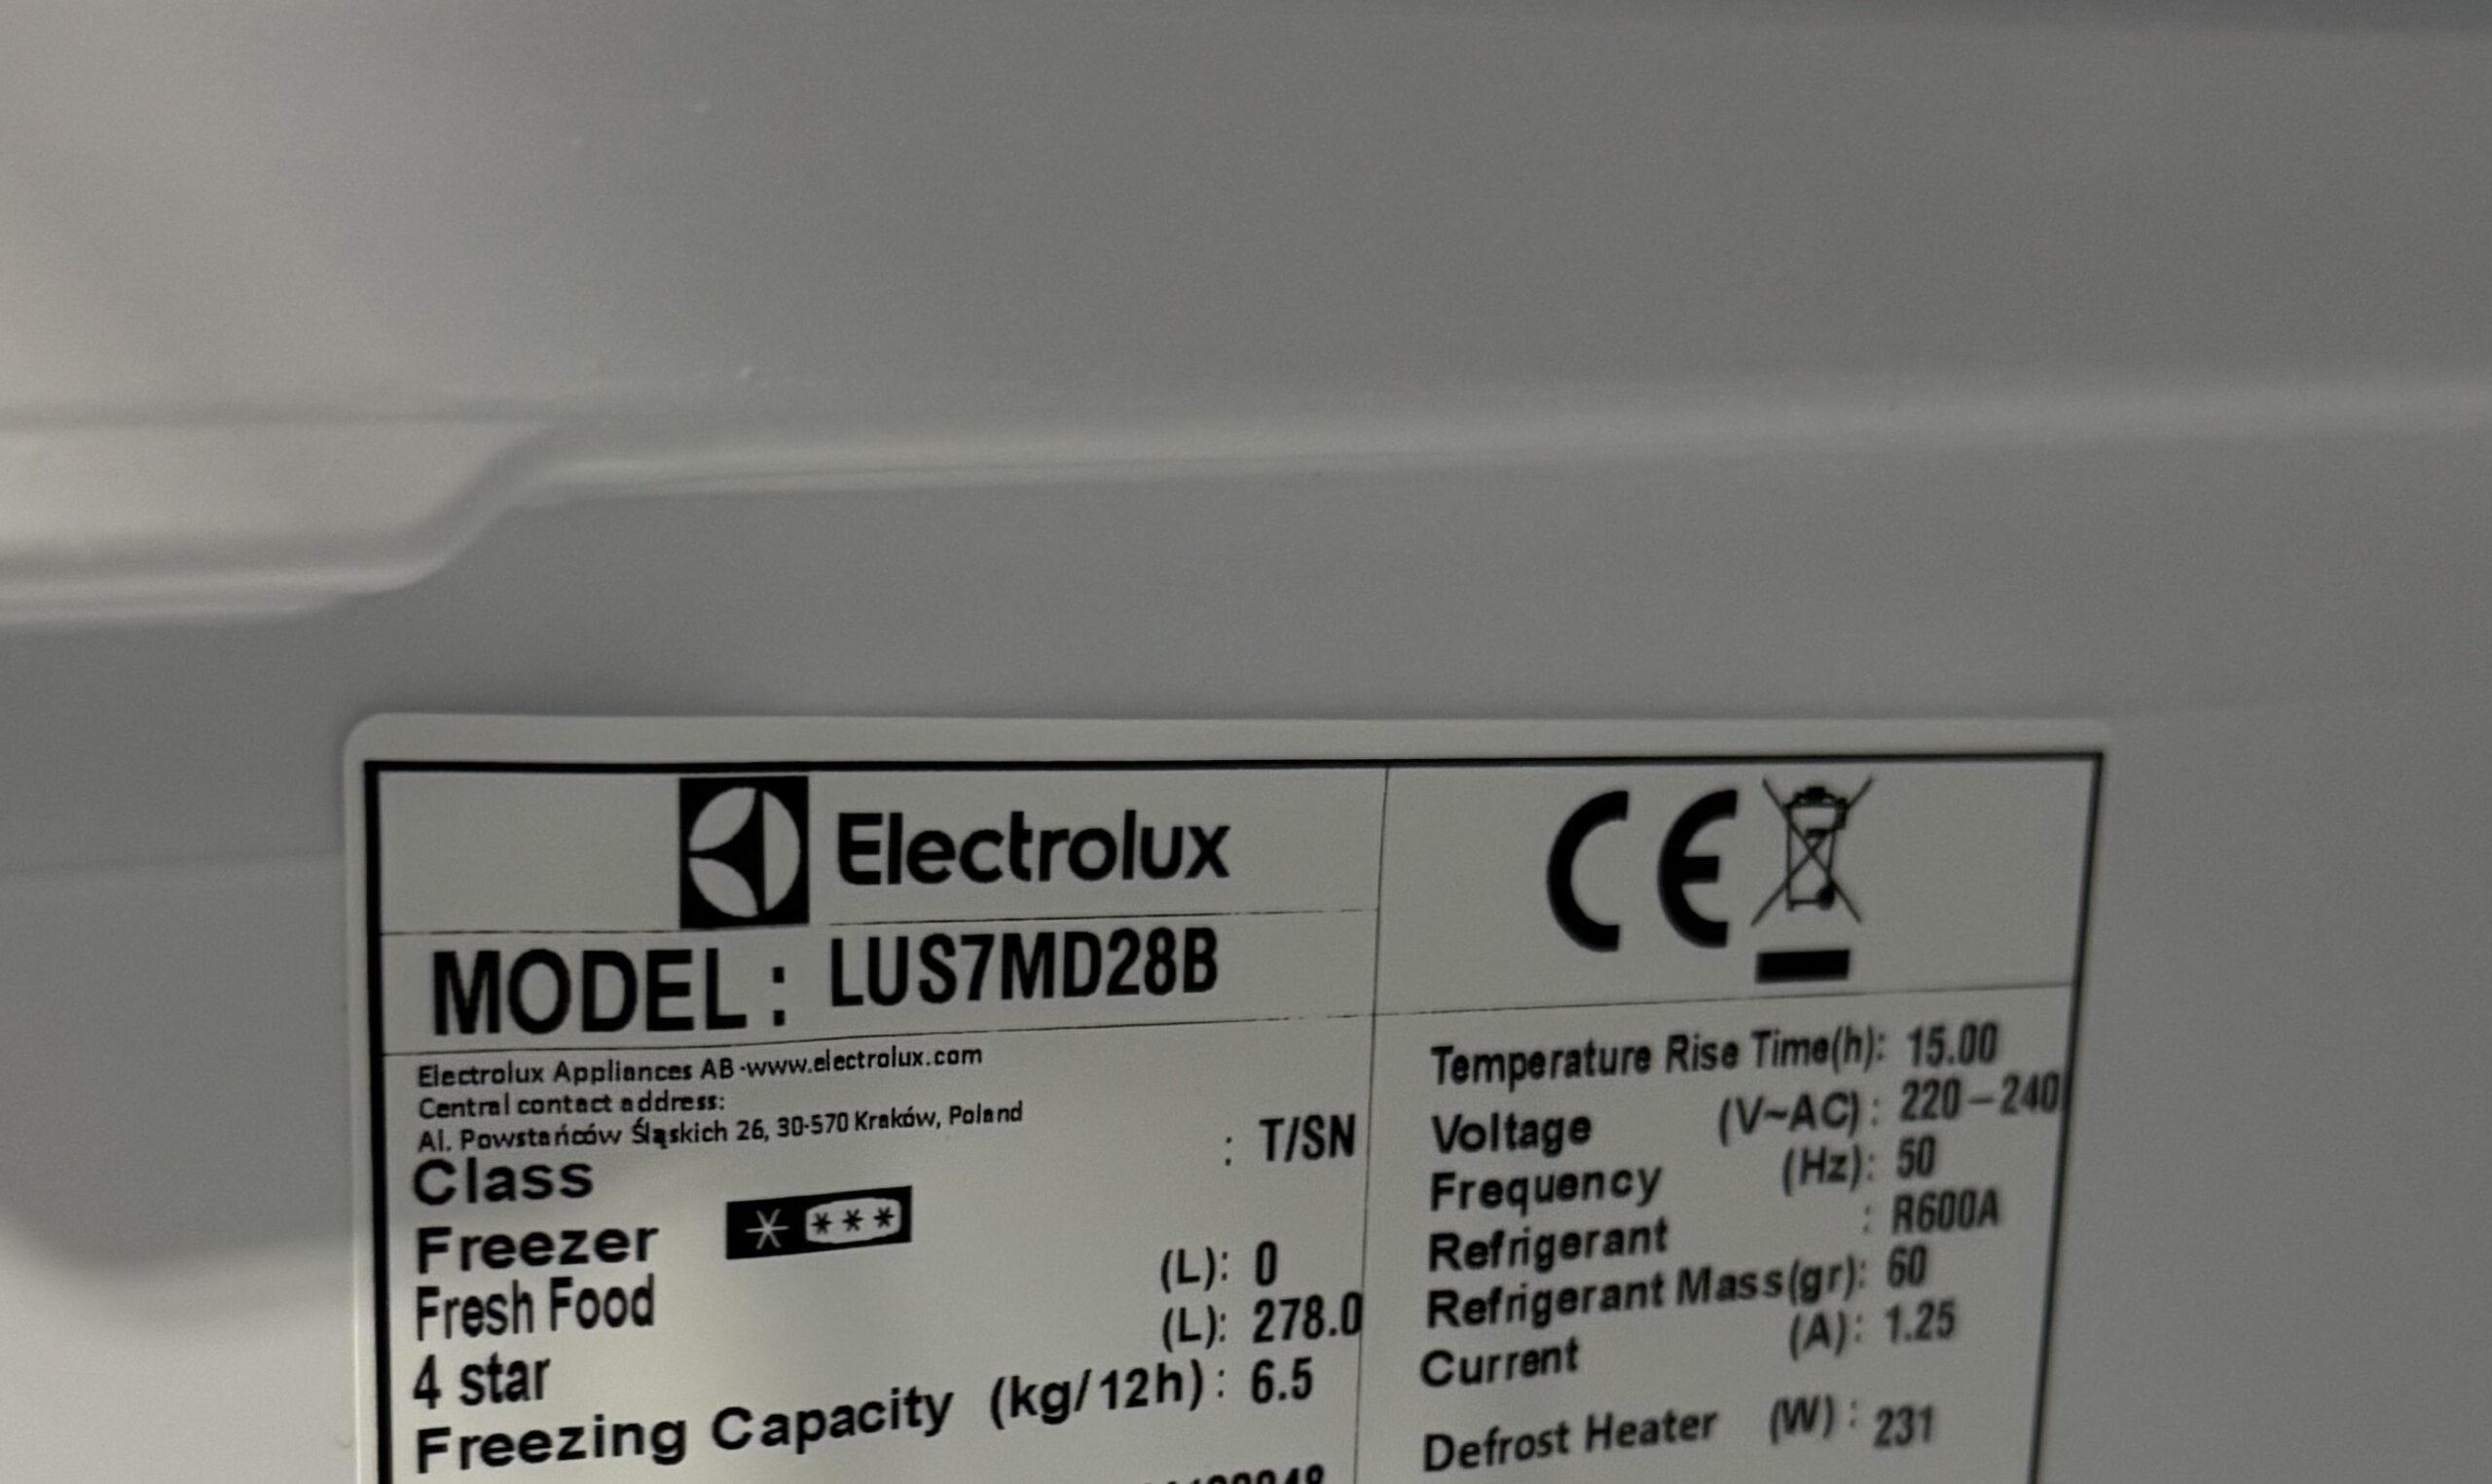 Electrolux
CE
MODEL: LUS7MD28B
Electrolux Appliances AB-www.electrolux.com
Central contact address:
Al. Powstańców Śląskich 26, 30-570 Kraków, Poland
Class : T/SN
Freezer
Fresh Food (L): 0
4 star (L): 278.0
Freezing Capacity (kg/12h): 6.5
Temperature Rise Time(h): 15.00
Voltage (V~AC): 220-240
Frequency (Hz): 50
Refrigerant : R600A
Refrigerant Mass(gr): 60
Current (A): 1.25
Defrost Heater (W): 231